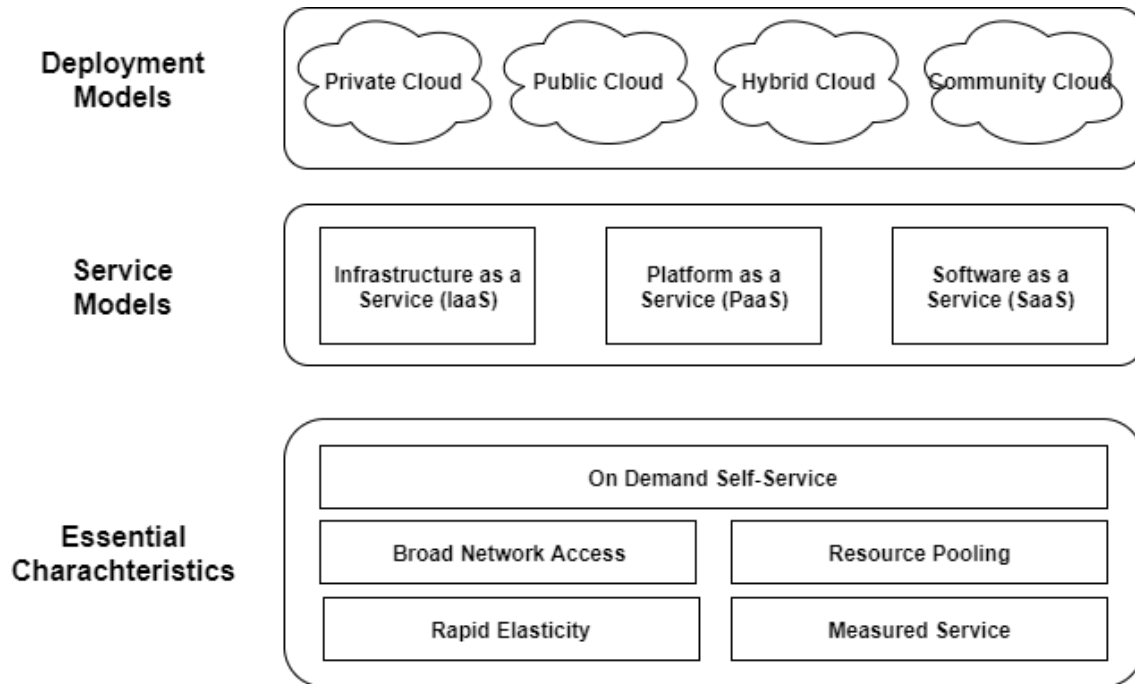 Deployment
Models
Private Cloud
Public Cloud
Hybrid Cloud
Community Cloud
Service
Models
Infrastructure as a
Service (IaaS)
Platform as a
Service (PaaS)
Software as a
Service (SaaS)
Essential
Charachteristics
On Demand Self-Service
Broad Network Access
Resource Pooling
Rapid Elasticity
Measured Service